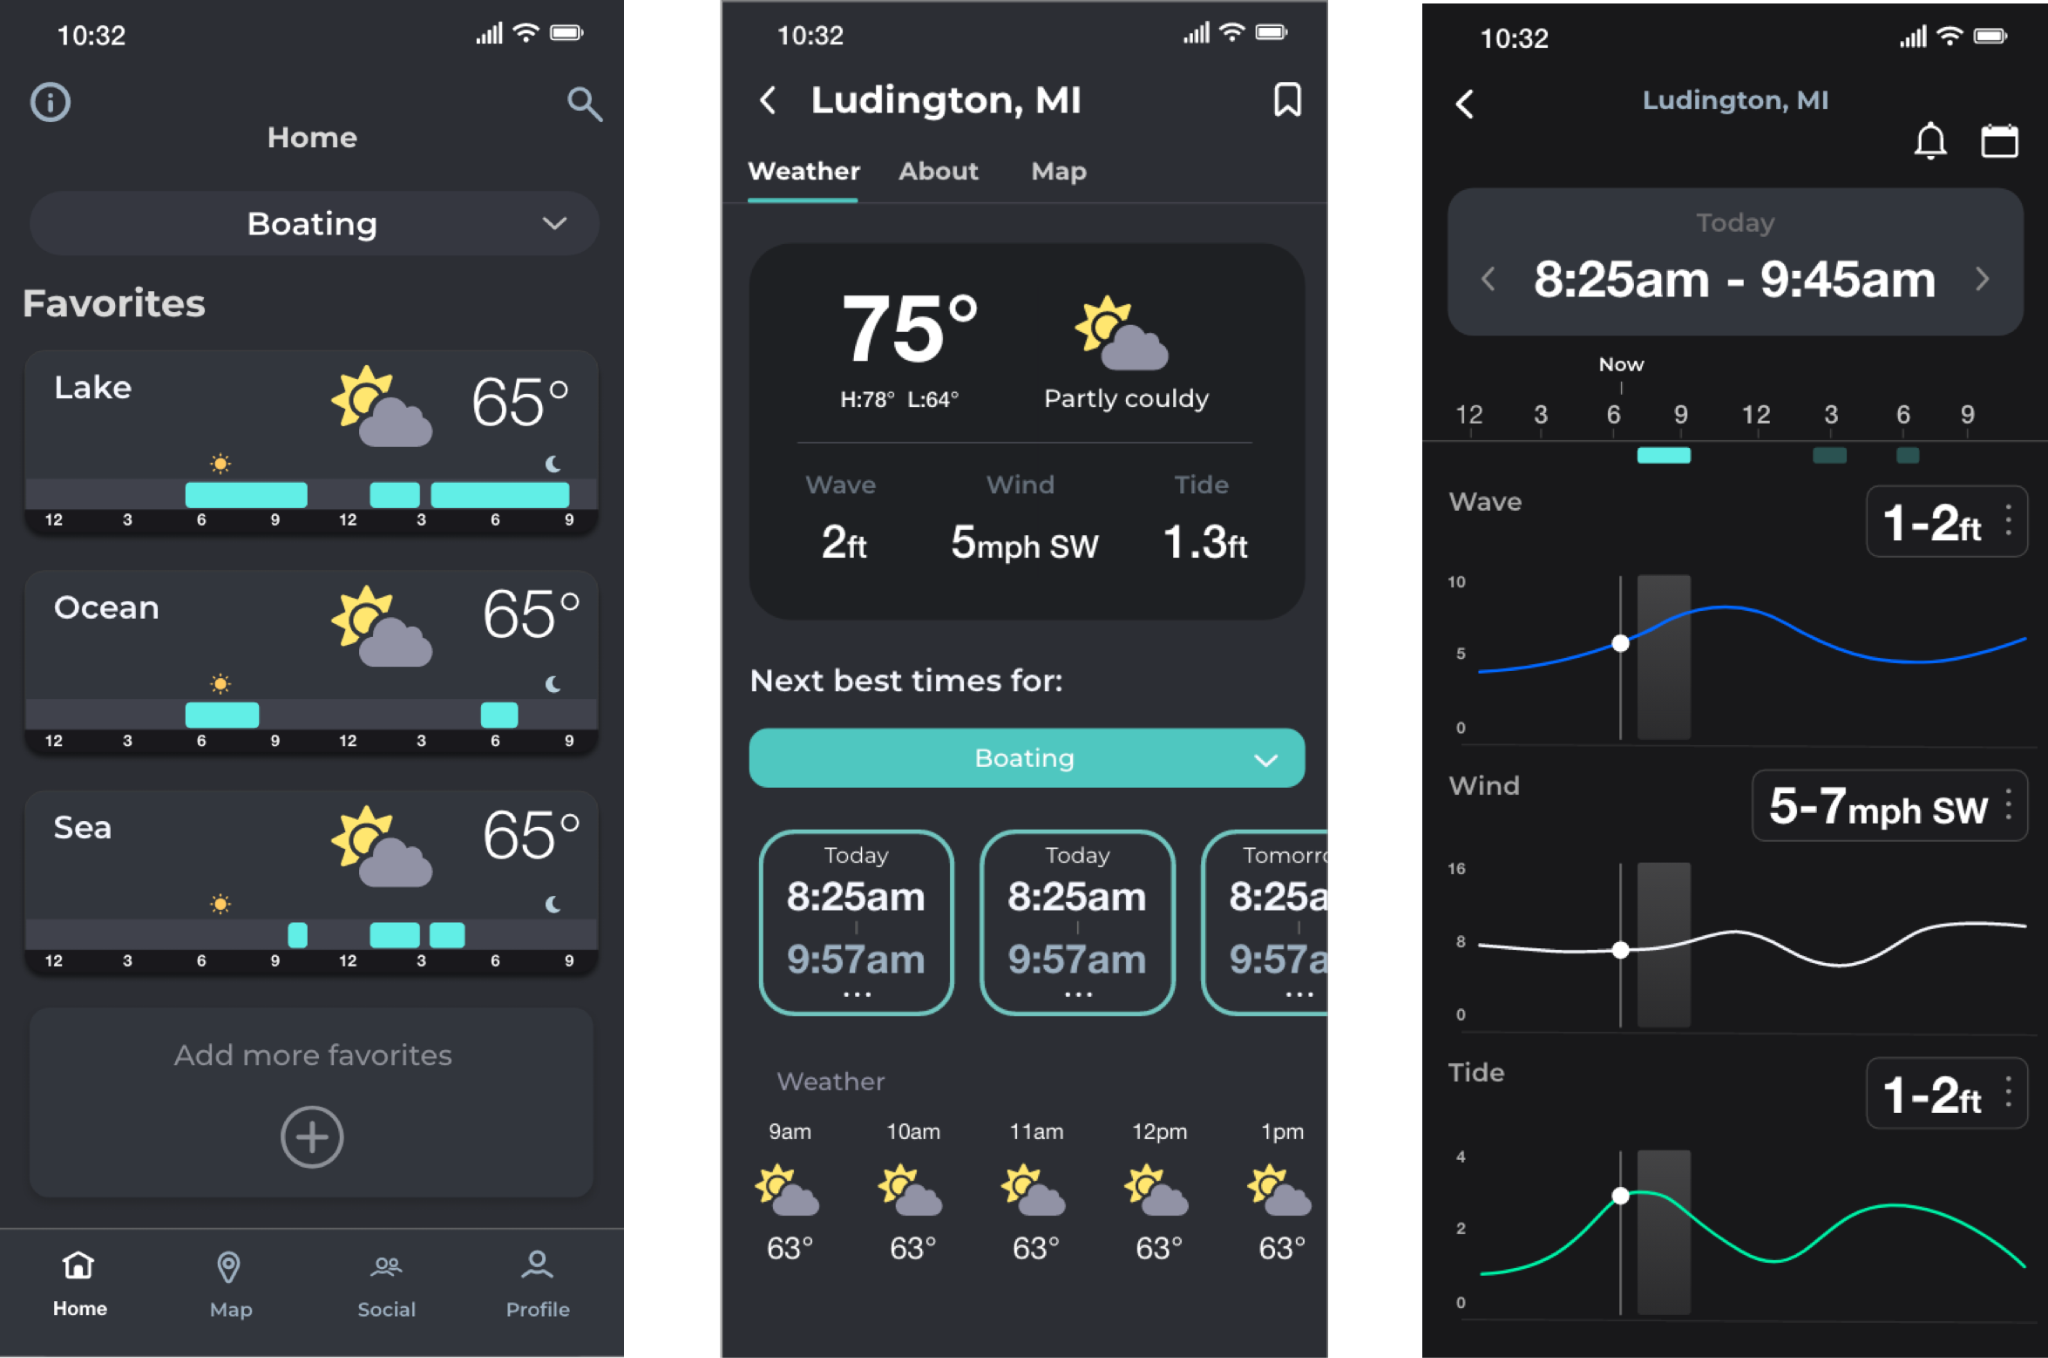 10:32
Home
Boating
Favorites
Lake
65°
12 3 6 9 12 3 6 9
Ocean
65°
12 3 6 9 12 3 6 9
Sea
65°
12 3 6 9 12 3 6 9
Add more favorites
Home Map Social Profile
10:32
Ludington, MI
Weather About Map
75°
H:78° L:64°
Partly couldy
Wave Wind Tide
2ft 5mph SW 1.3ft
Next best times for:
Boating
Today Today Tomorro
8:25am 8:25am 8:25a
9:57am 9:57am 9:57a
... ... ...
Weather
9am 10am 11am 12pm 1pm
63° 63° 63° 63° 63°
10:32
Ludington, MI
Today
8:25am - 9:45am
Now
12 3 6 9 12 3 6 9
Wave
1-2ft
10
5
0
Wind
5-7mph SW
16
8
0
Tide
1-2ft
4
2
0